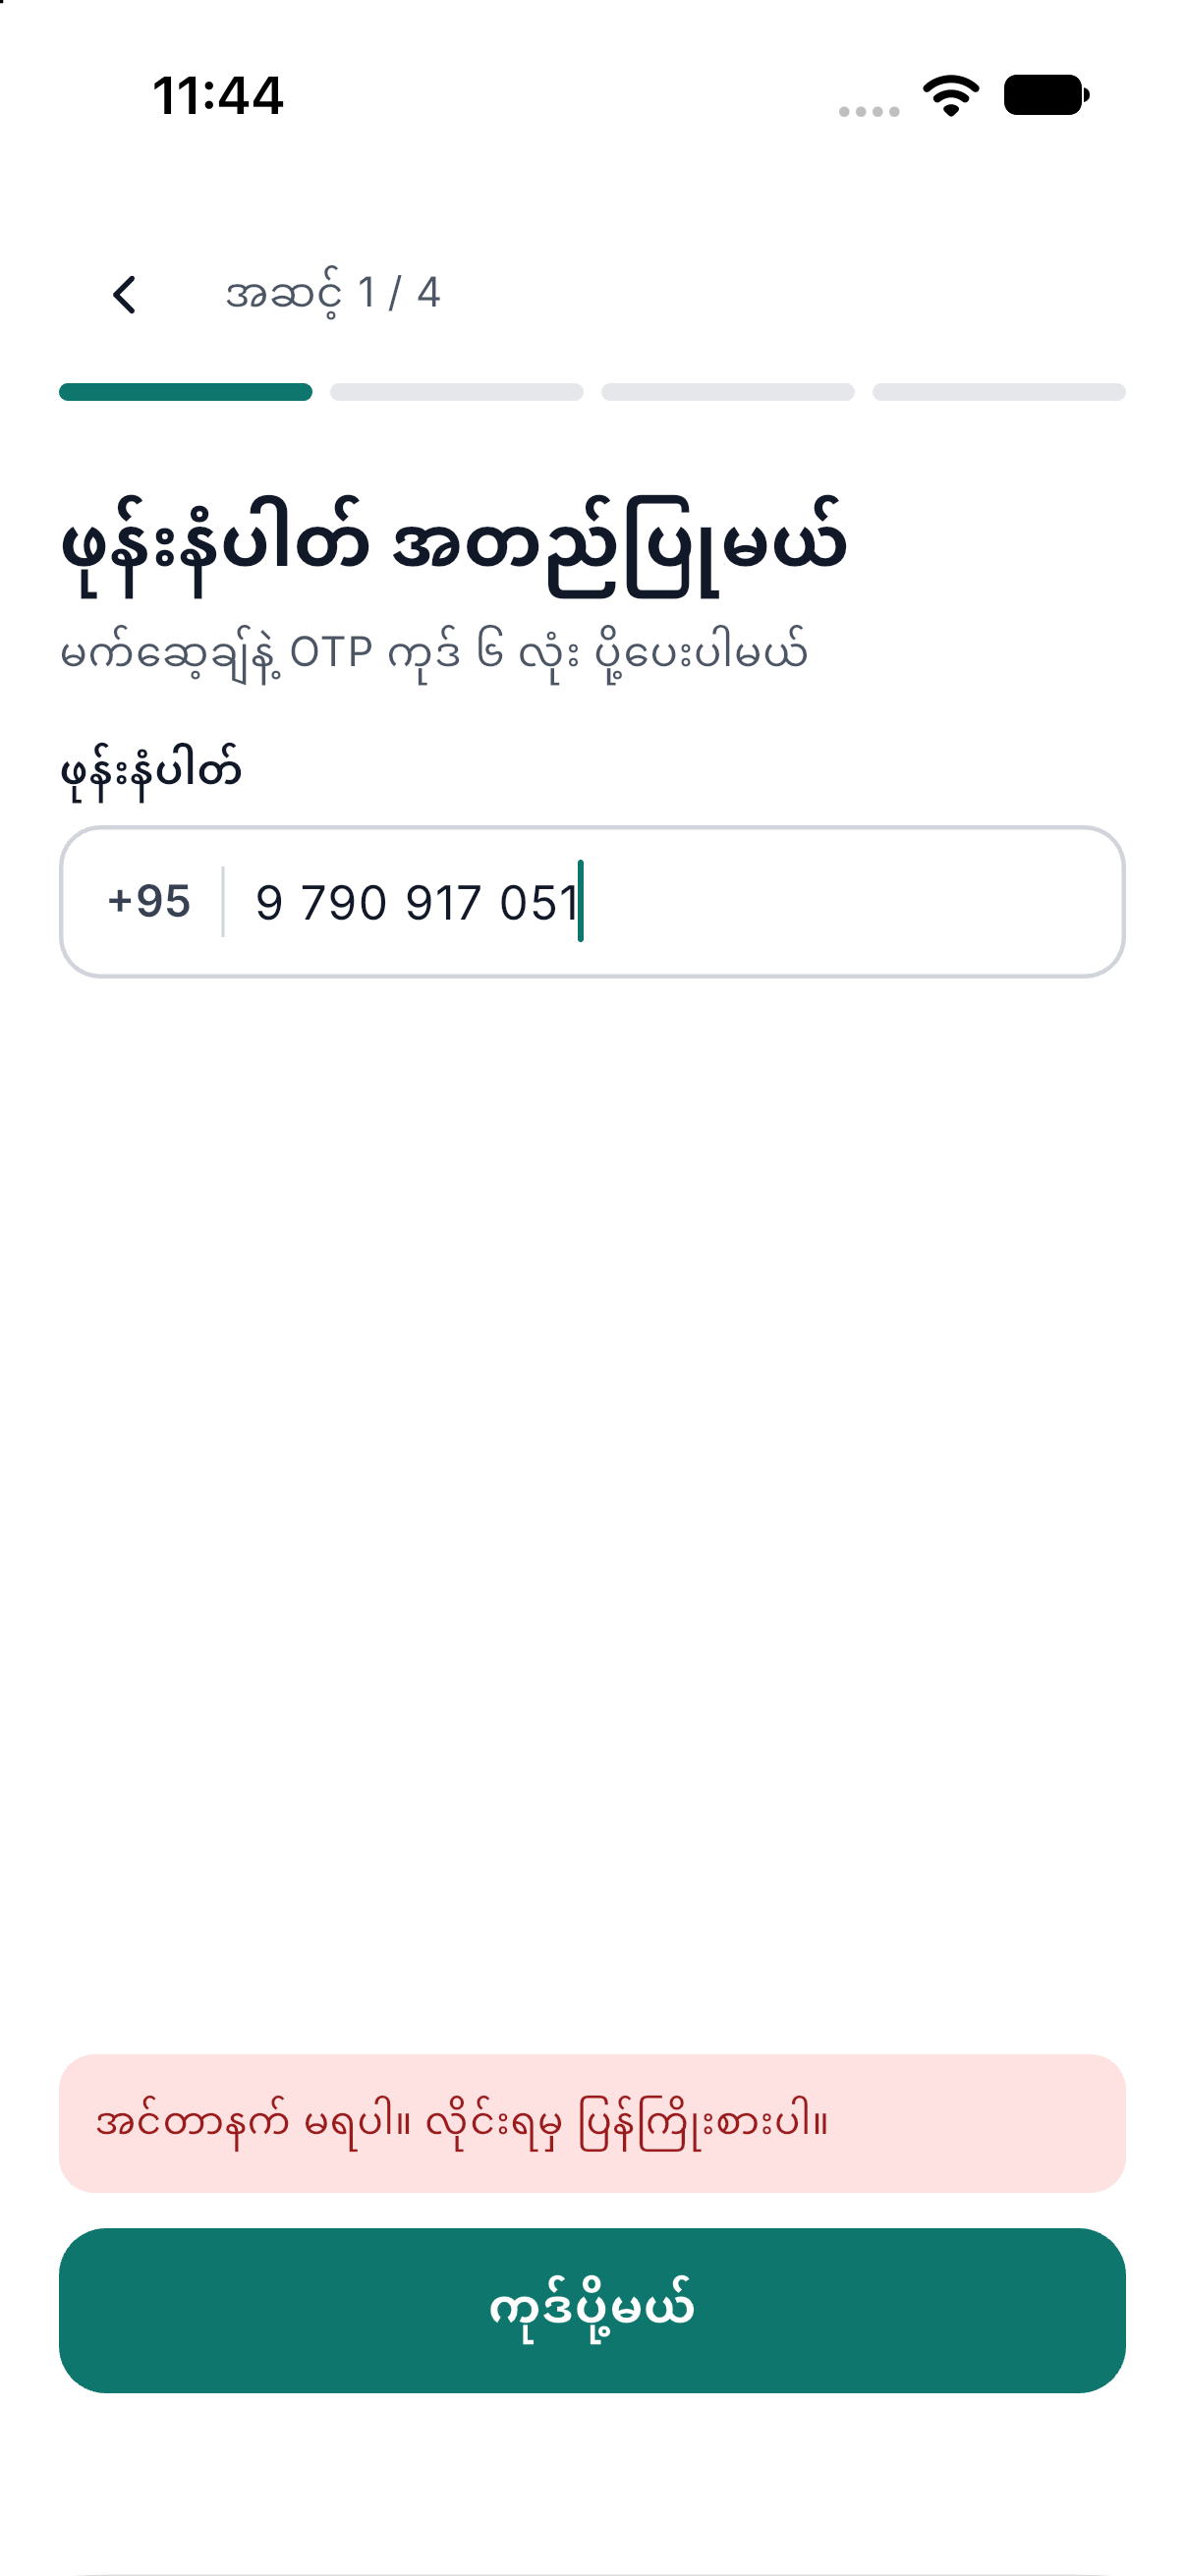 11:44
အဆင့် 1 / 4
ဖုန်းနံပါတ် အတည်ပြုမယ်
မက်ဆေ့ချ်နဲ့ OTP ကုဒ် ၆ လုံး ပို့ပေးပါမယ်
ဖုန်းနံပါတ်
+95 9 790 917 051
အင်တာနက် မရပါ။ လိုင်းရမှ ပြန်ကြိုးစားပါ။
ကုဒ်ပို့မယ်